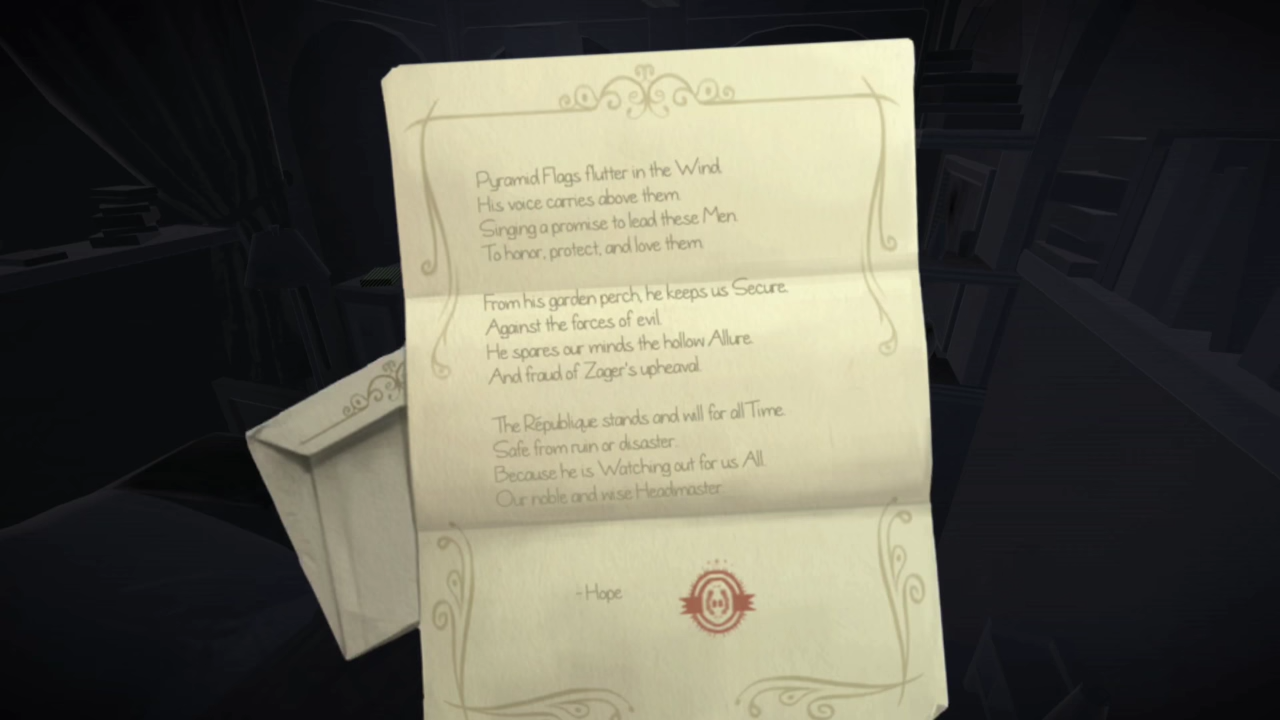 Pyramid Flags flutter in the Wind.
His voice carries above them.
Singing a promise to lead these Men
To honor, protect, and love them.
From his garden perch, he keeps us Secure.
Against the forces of evil.
He spares our minds the hollow Allure.
And fraud of Zager's upheaval.
The République stands and will for all Time.
Safe from ruin or disaster.
Because he is Watching out for us All.
Our noble and wise Headmaster.
- Hope